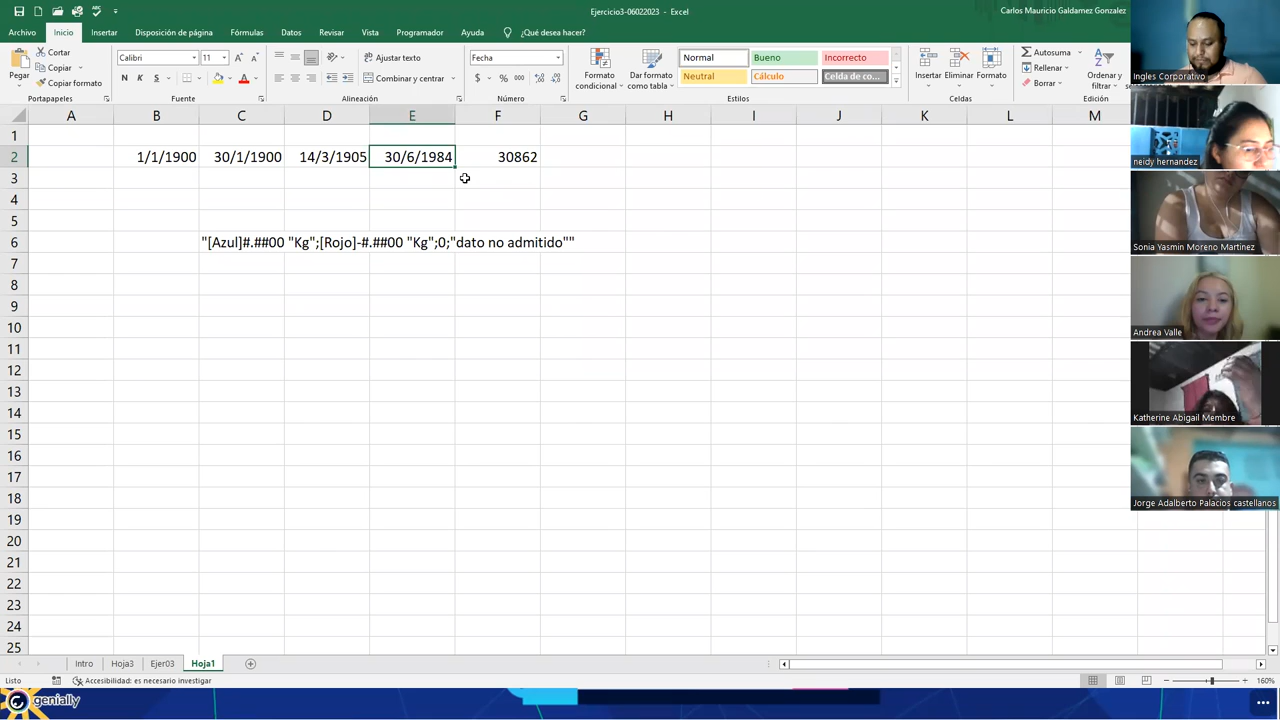 Ejercicio3-06022023 - Excel
Carlos Mauricio Galdamez Gonzalez
Archivo Inicio Insertar Disposición de página Fórmulas Datos Revisar Vista Programador Ayuda ¿Qué desea hacer?
Pegar
Cortar
Copiar
Copiar formato
Portapapeles
Calibri 11
N K S
Fuente
Ajustar texto
Combinar y centrar
Alineación
Fecha
$ % 000
Número
Formato condicional
Dar formato como tabla
Normal Bueno Incorrecto
Neutral Cálculo Celda de co...
Estilos
Insertar Eliminar Formato
Celdas
Autosuma
Rellenar
Borrar
Ordenar y filtrar
Edición
A B C D E F G H I J K L M
1
2 1/1/1900 30/1/1900 14/3/1905 30/6/1984 30862
3
4
5
6 "[Azul]#.##00 "Kg";[Rojo]-#.##00 "Kg";0;"dato no admitido""
7
8
9
10
11
12
13
14
15
16
17
18
19
20
21
22
23
24
25
Ingles Corporativo
neidy hernandez
Sonia Yasmin Moreno Martinez
Andrea Valle
Katherine Abigail Membre
Jorge Adalberto Palacios castellanos
Intro Hoja3 Ejer03 Hoja1
Listo Accesibilidad: es necesario investigar 160%
genially